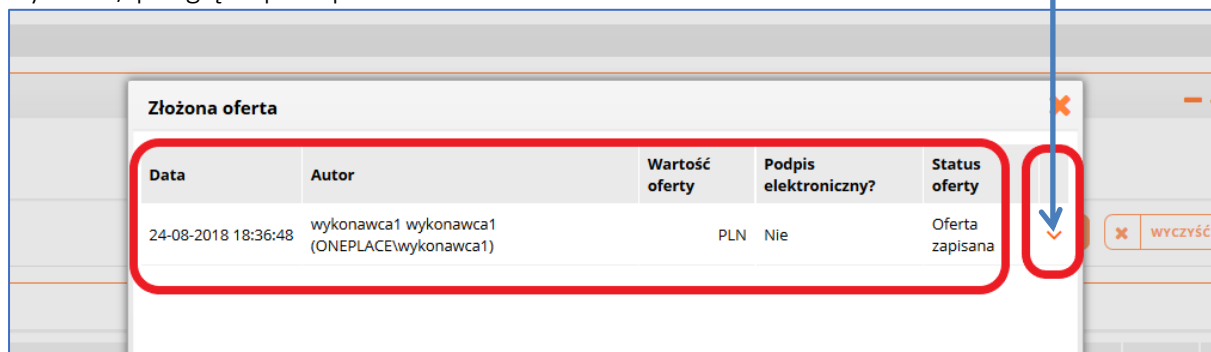 Złożona oferta
Data Autor Wartość oferty Podpis elektroniczny? Status oferty
24-08-2018 18:36:48 wykonawca1 wykonawca1 (ONEPLACE\wykonawca1) PLN Nie Oferta zapisana
WYCZYŚĆ